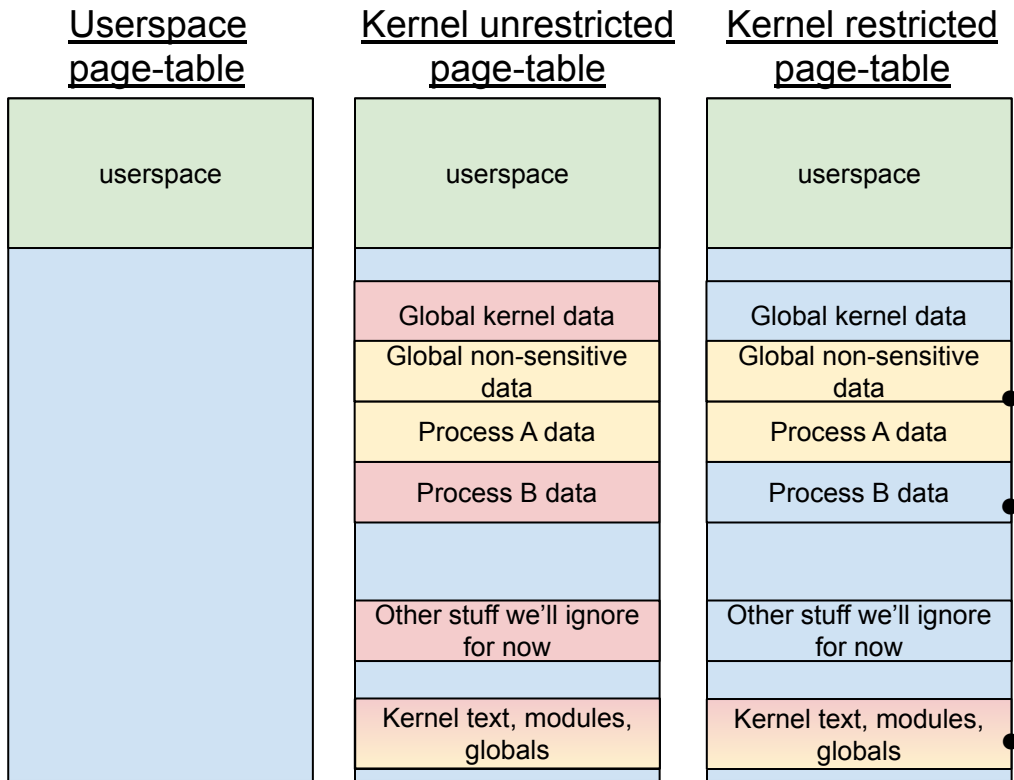 Userspace
page-table
userspace
Kernel unrestricted
page-table
userspace
Global kernel data
Global non-sensitive
data
Process A data
Process B data
Other stuff we'll ignore
for now
Kernel text, modules,
globals
Kernel restricted
page-table
userspace
Global kernel data
Global non-sensitive
data
Process A data
Process B data
Other stuff we'll ignore
for now
Kernel text, modules,
globals